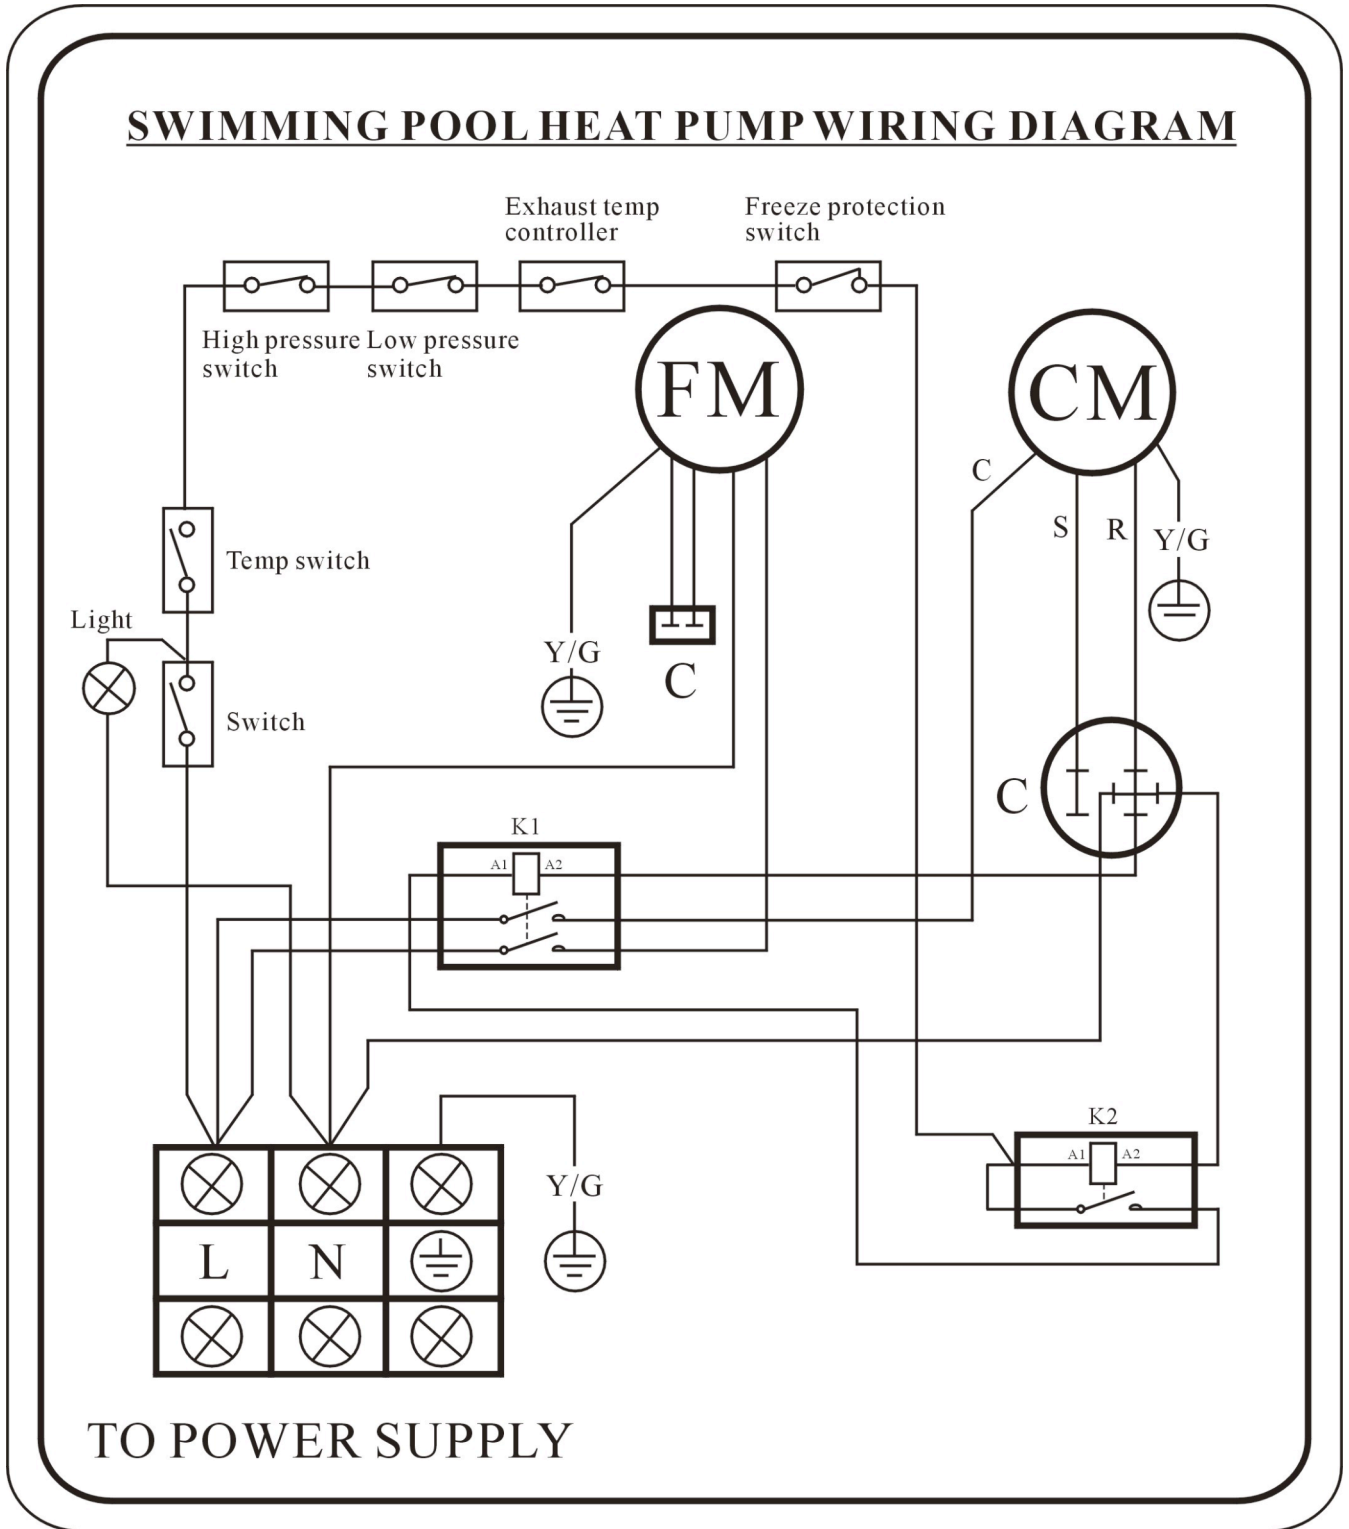 SWIMMING POOL HEAT PUMP WIRING DIAGRAM
Exhaust temp
controller
Freeze protection
switch
High pressure
switch
Low pressure
switch
FM
CM
C
S
R
Y/G
Temp switch
Light
Y/G
C
Switch
C
K1
A1
A2
K2
A1
A2
Y/G
L
N
TO POWER SUPPLY